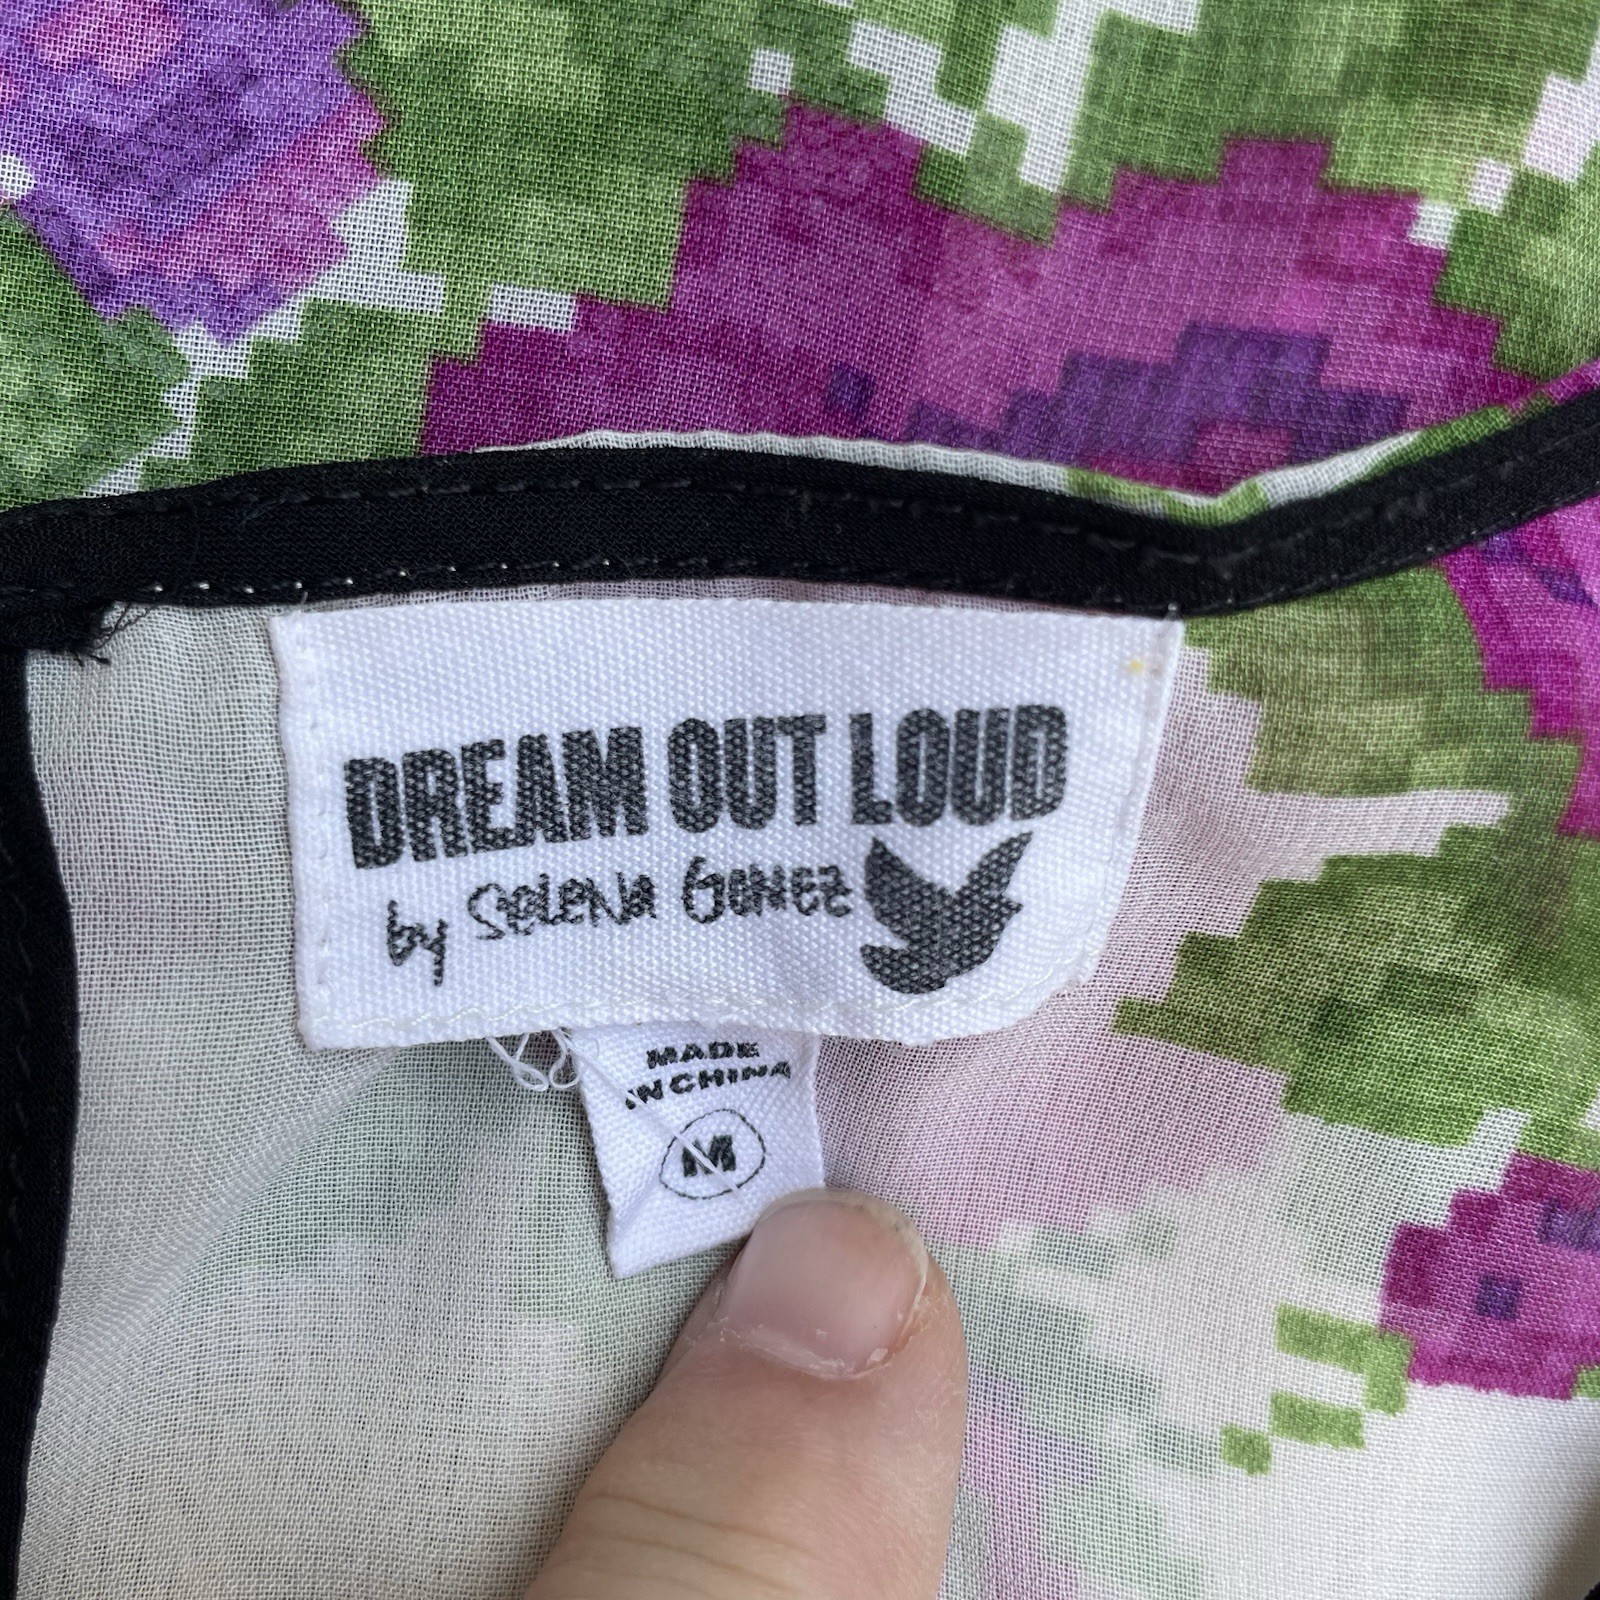 DREAM OUT LOUD
by SELENA GOMEZ
MADE
IN CHINA
M